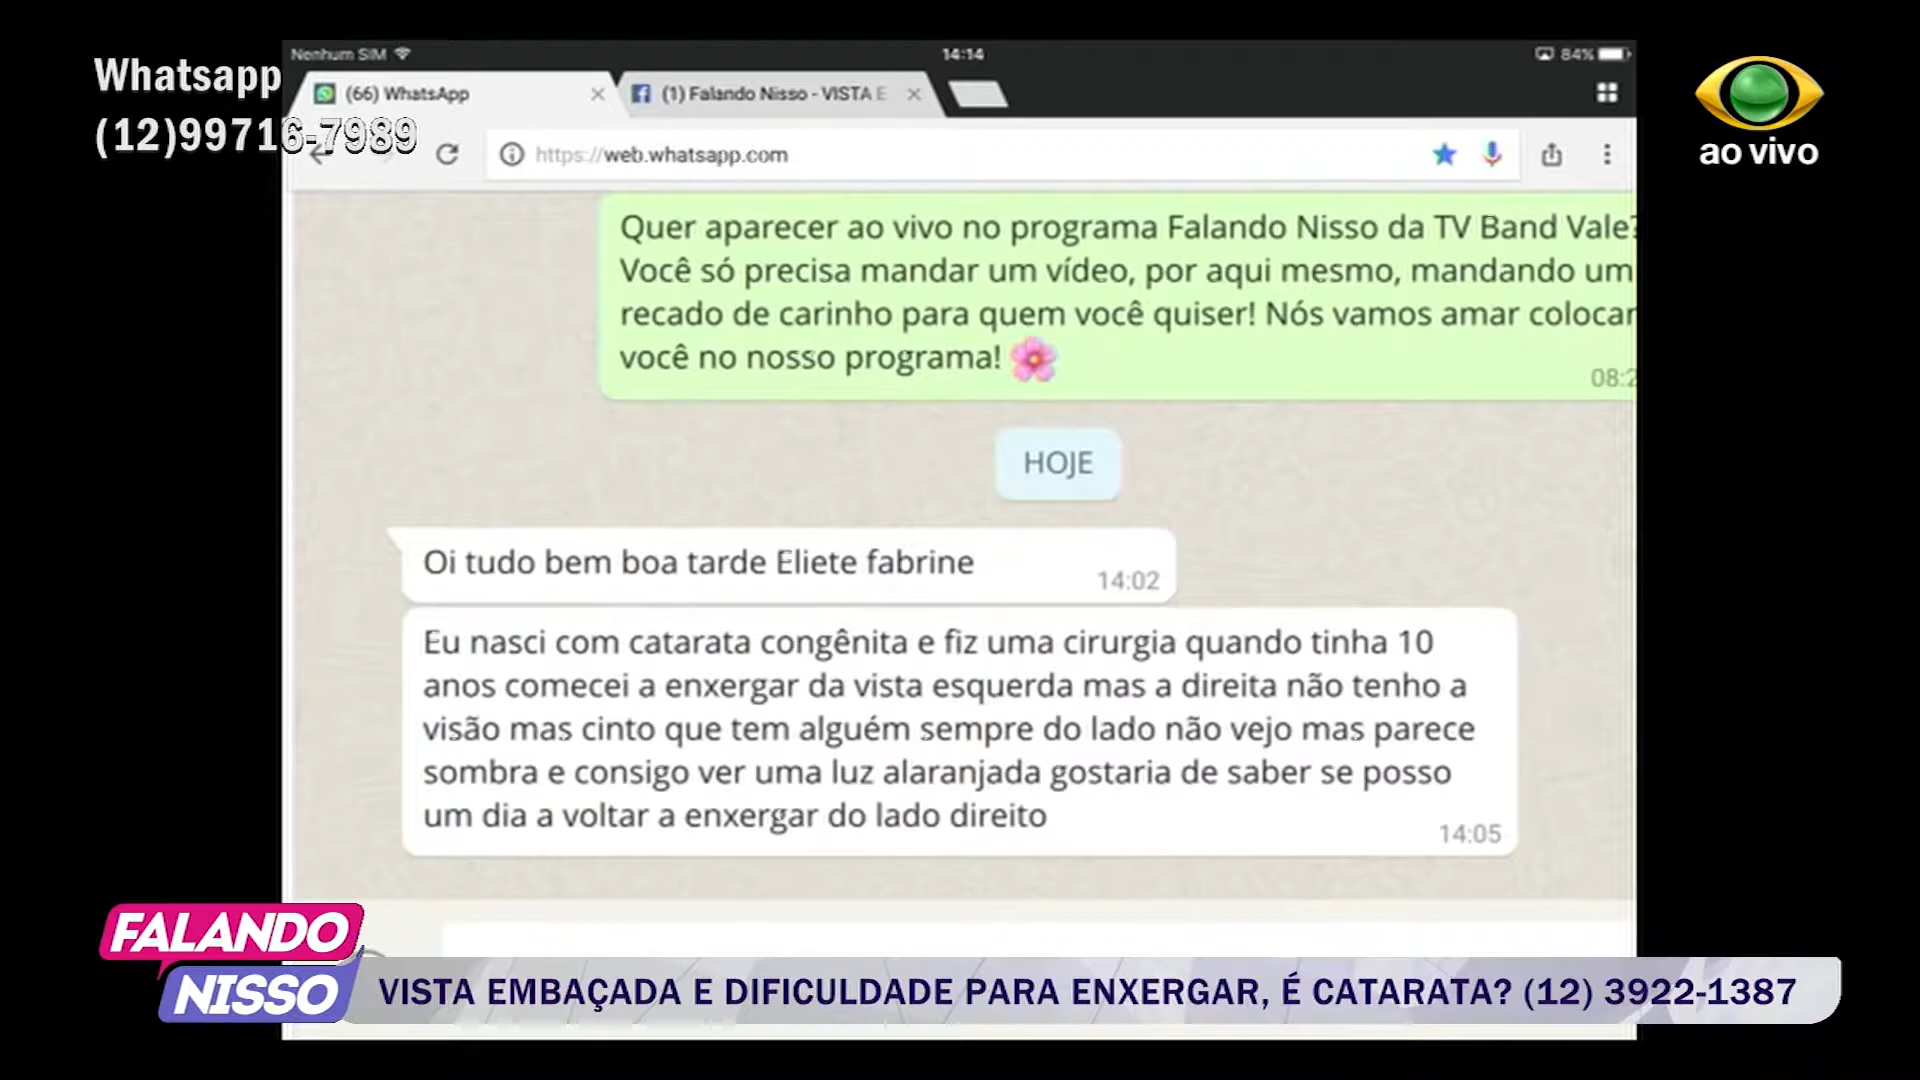 Whatsapp
(12)99716-7989
Nenhum SIM
14:14
84%
(66) WhatsApp
(1) Falando Nisso - VISTA E
https://web.whatsapp.com
ao vivo
Quer aparecer ao vivo no programa Falando Nisso da TV Band Vale?
Você só precisa mandar um vídeo, por aqui mesmo, mandando um
recado de carinho para quem você quiser! Nós vamos amar colocar
você no nosso programa! 🌸
08:2
HOJE
Oi tudo bem boa tarde Eliete fabrine
14:02
Eu nasci com catarata congênita e fiz uma cirurgia quando tinha 10
anos comecei a enxergar da vista esquerda mas a direita não tenho a
visão mas cinto que tem alguém sempre do lado não vejo mas parece
sombra e consigo ver uma luz alaranjada gostaria de saber se posso
um dia a voltar a enxergar do lado direito
14:05
FALANDO
NISSO
VISTA EMBAÇADA E DIFICULDADE PARA ENXERGAR, É CATARATA? (12) 3922-1387